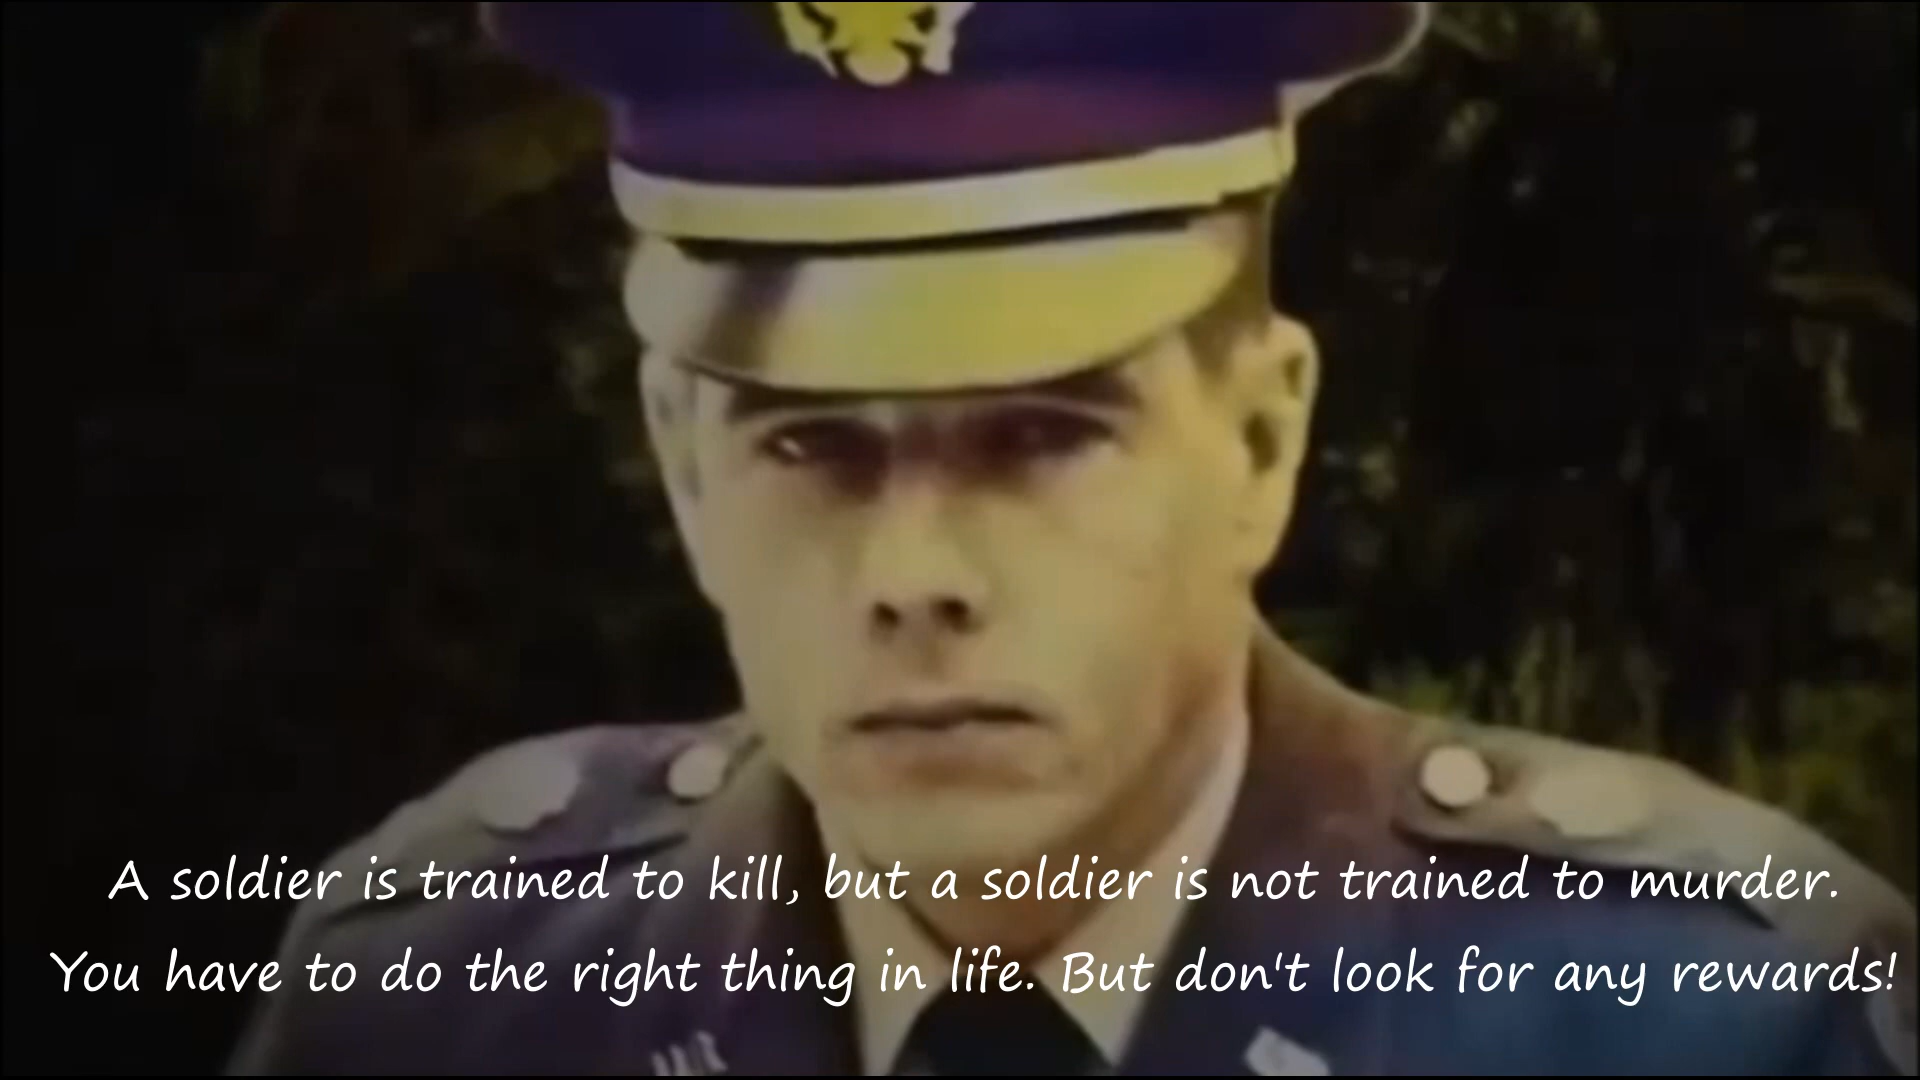 A soldier is trained to kill, but a soldier is not trained to murder.
You have to do the right thing in life. But don't look for any rewards!